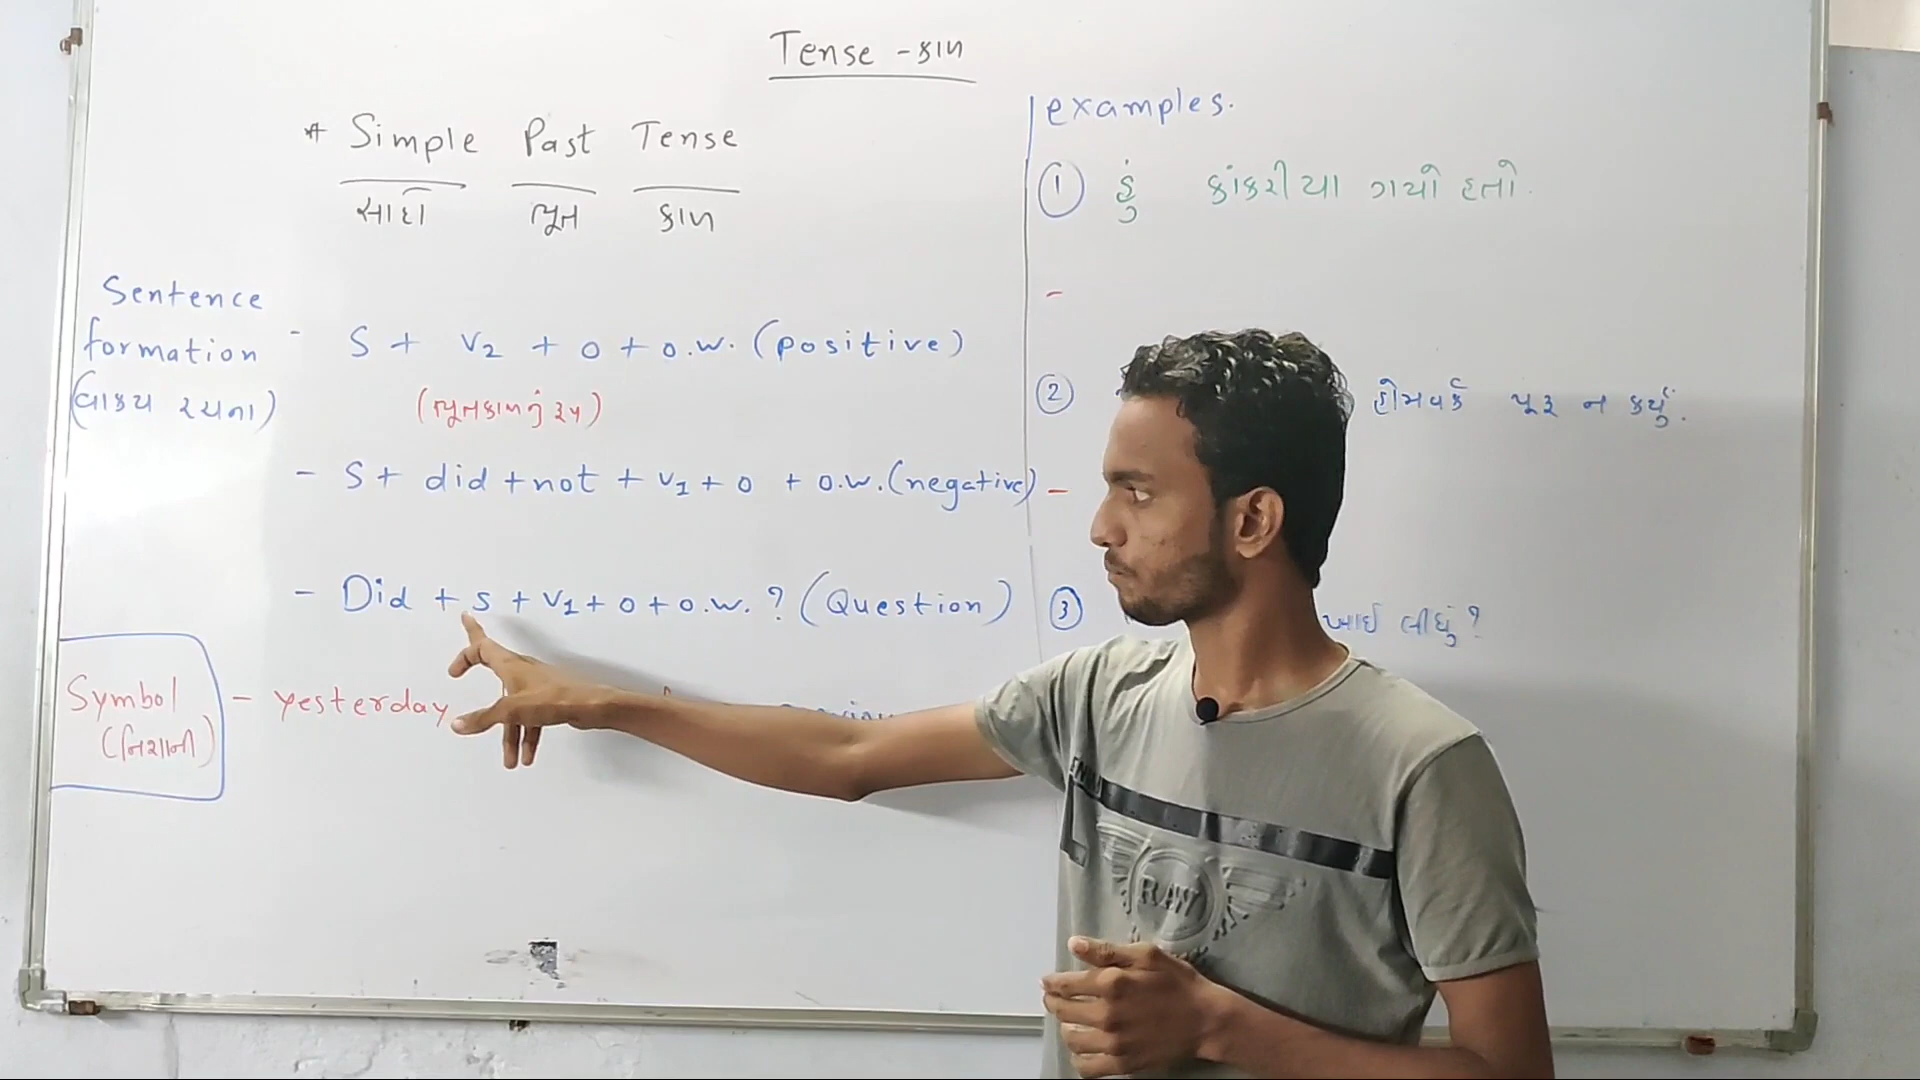 Tense - કાળ
* Simple Past Tense
સાદો ભૂત કાળ
Sentence
formation
(વાક્ય રચના)
- S + V2 + O + O.W. (positive)
(ભૂતકાળનું રૂપ)
- S + did + not + V1 + O + O.W. (negative)
- Did + S + V1 + O + O.W. ? (Question)
Symbol
(નિશાની)
- yesterday
examples.
① હું કાંકરીયા ગયો હતો.
-
② હોમવર્ક પૂરૂ ન કર્યું.
-
③ ખાઈ લીધું?
RAW